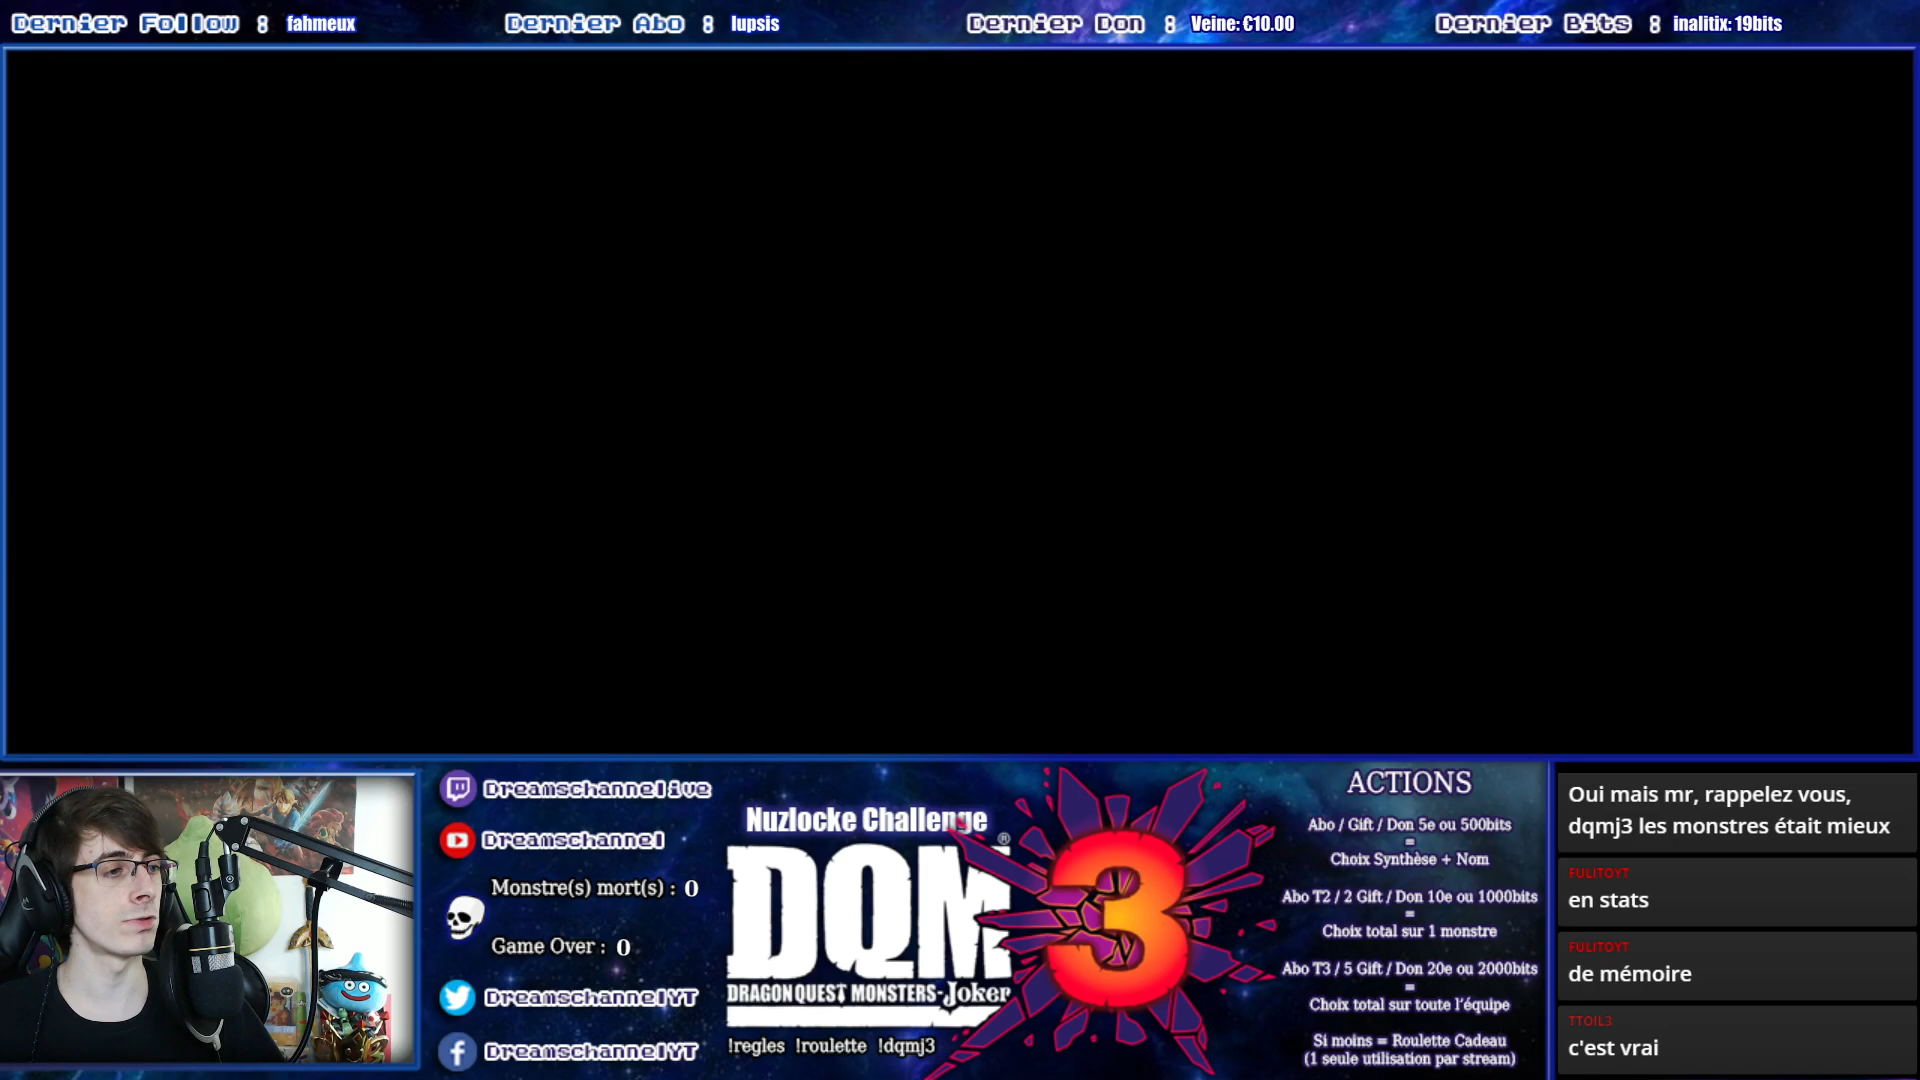 Dernier Follow : fahmeux
Dernier Abo : lupsis
Dernier Don : Veine: €10.00
Dernier Bits : inalitix: 19bits
Dreamschannelive
Dreamschannel
Monstre(s) mort(s) : 0
Game Over : 0
DreamschannelYT
DreamschannelYT
Nuzlocke Challenge
DQM®
3
DRAGON QUEST MONSTERS-Joker
!regles !roulette !dqmj3
ACTIONS
Abo / Gift / Don 5e ou 500bits
=
Choix Synthèse + Nom
Abo T2 / 2 Gift / Don 10e ou 1000bits
=
Choix total sur 1 monstre
Abo T3 / 5 Gift / Don 20e ou 2000bits
=
Choix total sur toute l'équipe
Si moins = Roulette Cadeau
(1 seule utilisation par stream)
Oui mais mr, rappelez vous,
dqmj3 les monstres était mieux
FULITOYT
en stats
FULITOYT
de mémoire
TTOIL3
c'est vrai